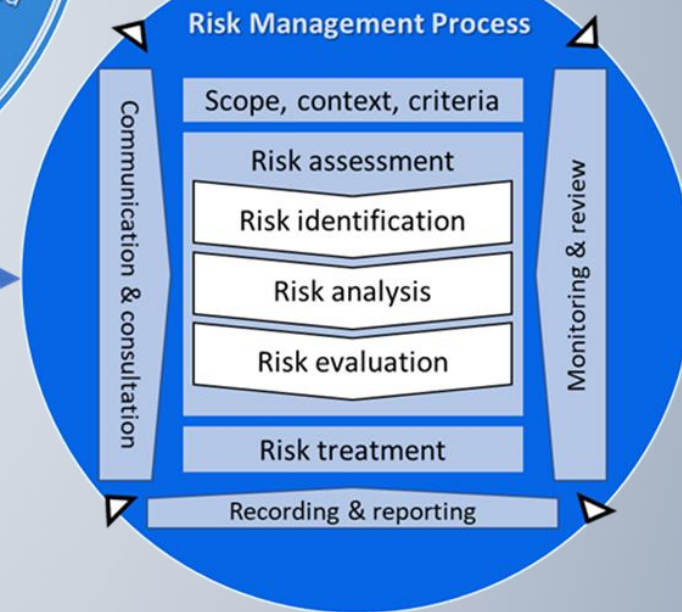 Risk Management Process
Scope, context, criteria
Communication & consultation
Risk assessment
Risk identification
Risk analysis
Risk evaluation
Monitoring & review
Risk treatment
Recording & reporting